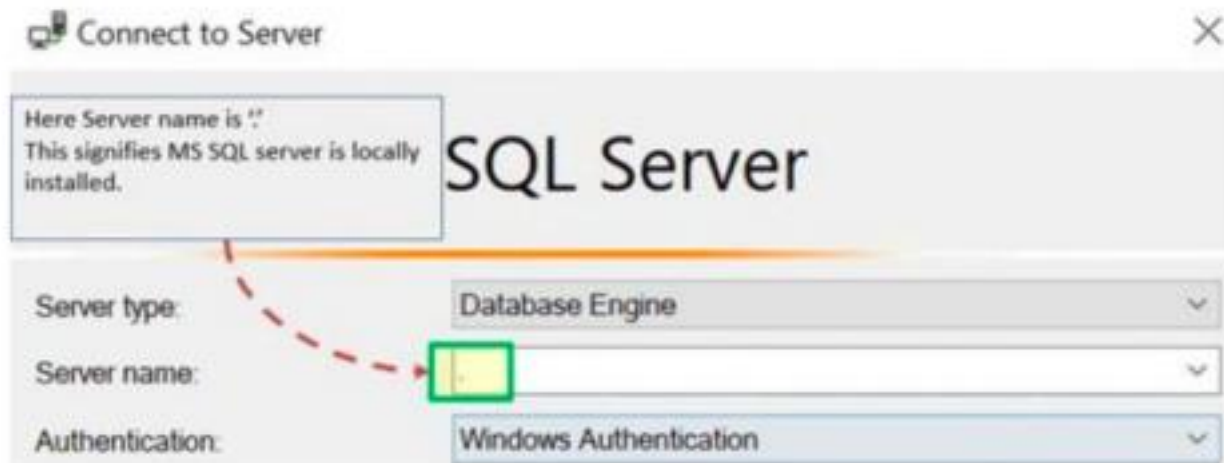 Connect to Server
Here Server name is '.'
This signifies MS SQL server is locally
installed.
SQL Server
Server type:
Database Engine
Server name:
.
Authentication:
Windows Authentication